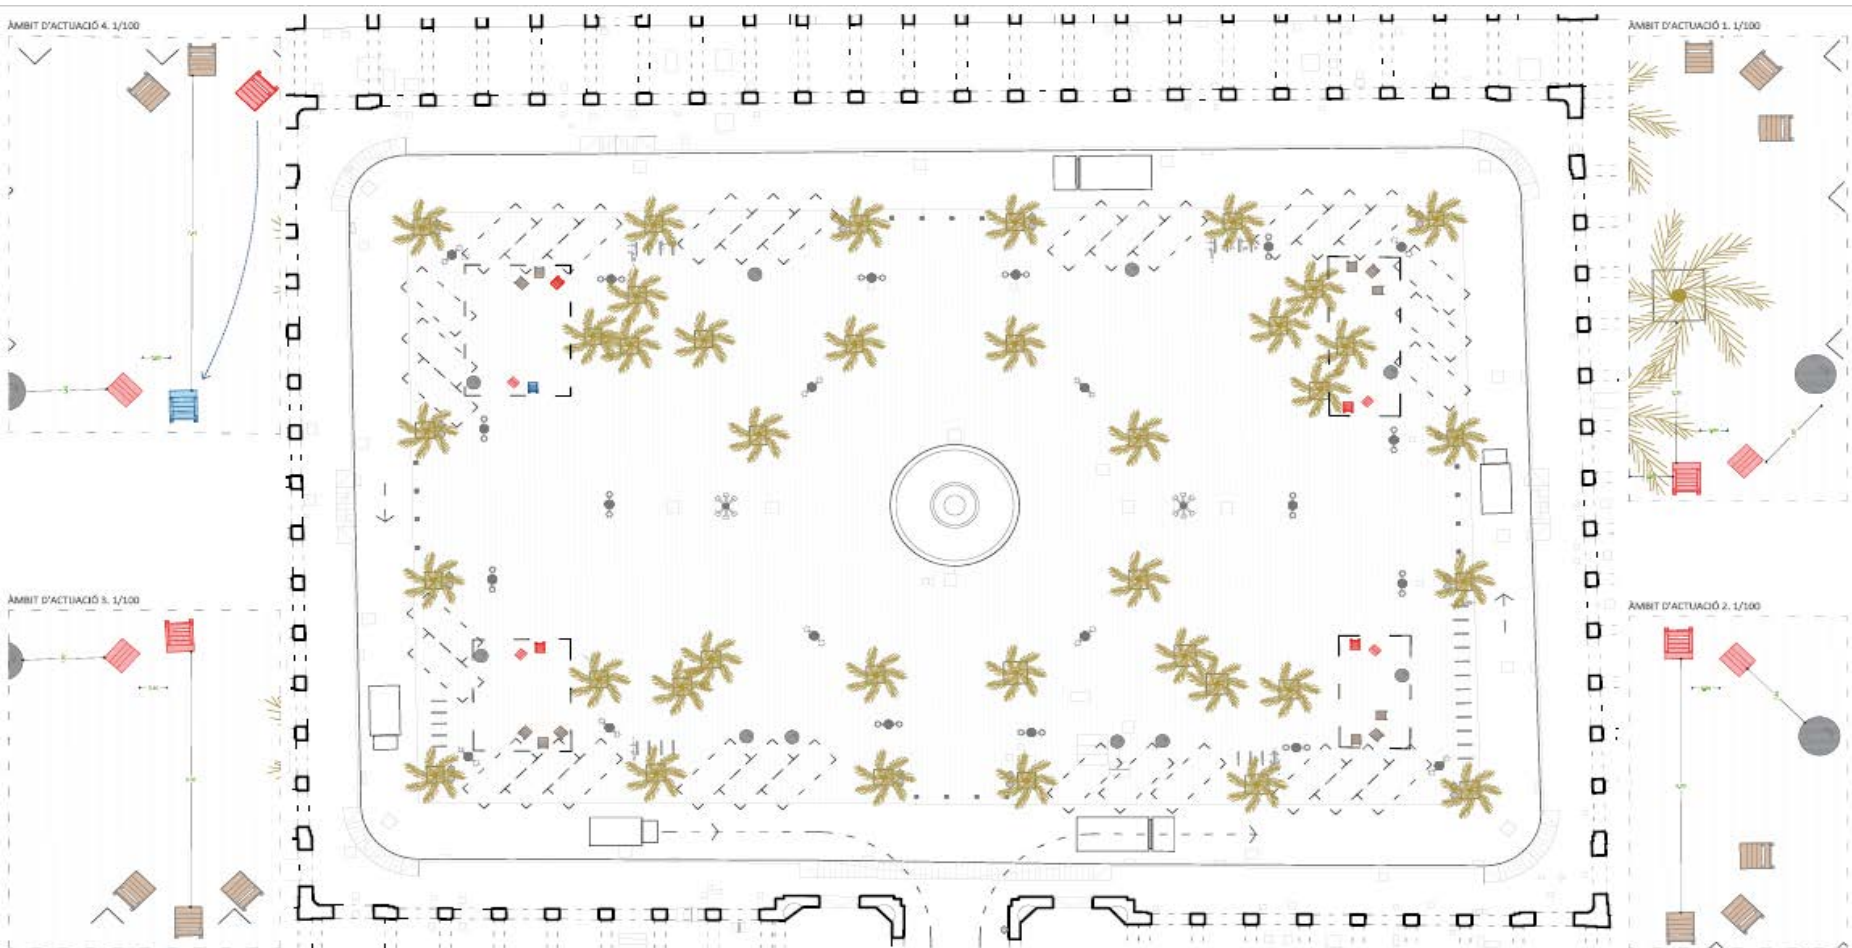 ÀMBIT D'ACTUACIÓ 4. 1/100
ÀMBIT D'ACTUACIÓ 1. 1/100
ÀMBIT D'ACTUACIÓ 3. 1/100
ÀMBIT D'ACTUACIÓ 2. 1/100